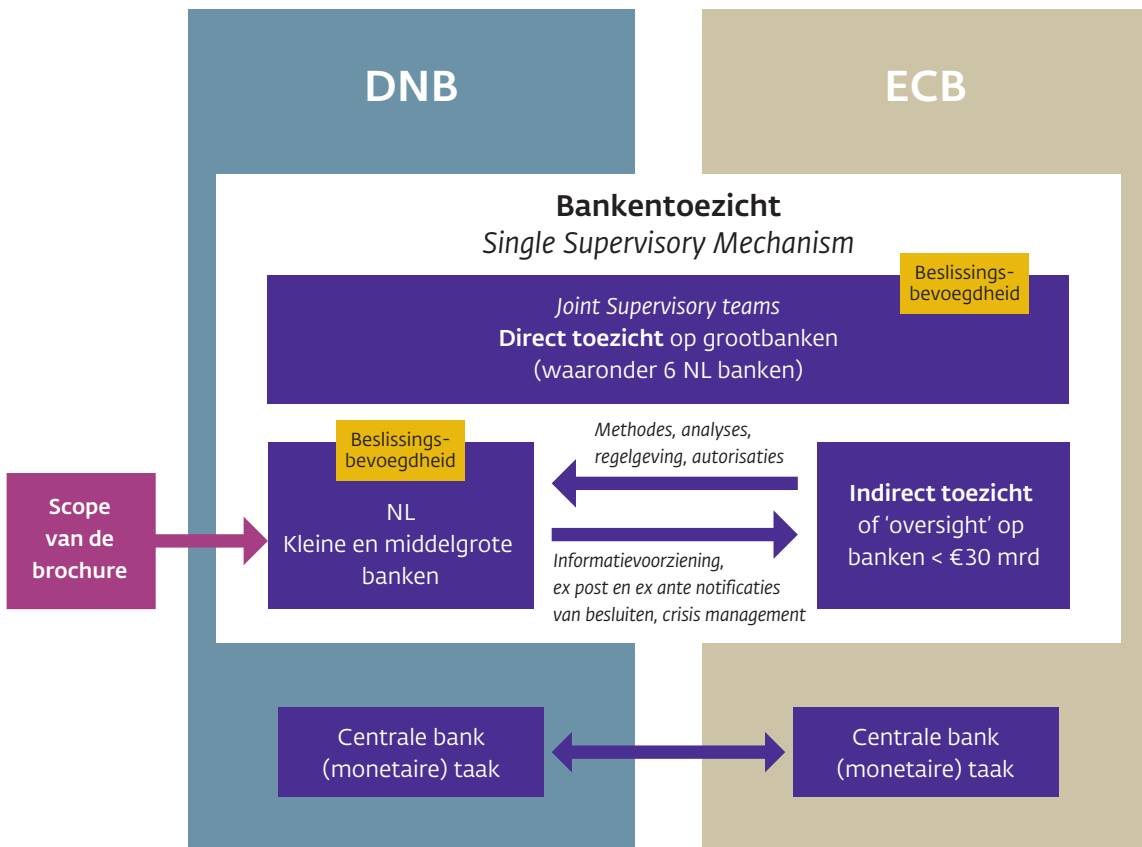 DNB
ECB
Bankentoezicht
Single Supervisory Mechanism
Beslissings-
bevoegdheid
Joint Supervisory teams
Direct toezicht op grootbanken
(waaronder 6 NL banken)
Beslissings-
bevoegdheid
NL
Kleine en middelgrote
banken
Methodes, analyses,
regelgeving, autorisaties
Informatievoorziening,
ex post en ex ante notificaties
van besluiten, crisis management
Indirect toezicht
of ‘oversight’ op
banken < €30 mrd
Scope
van de
brochure
Centrale bank
(monetaire) taak
Centrale bank
(monetaire) taak